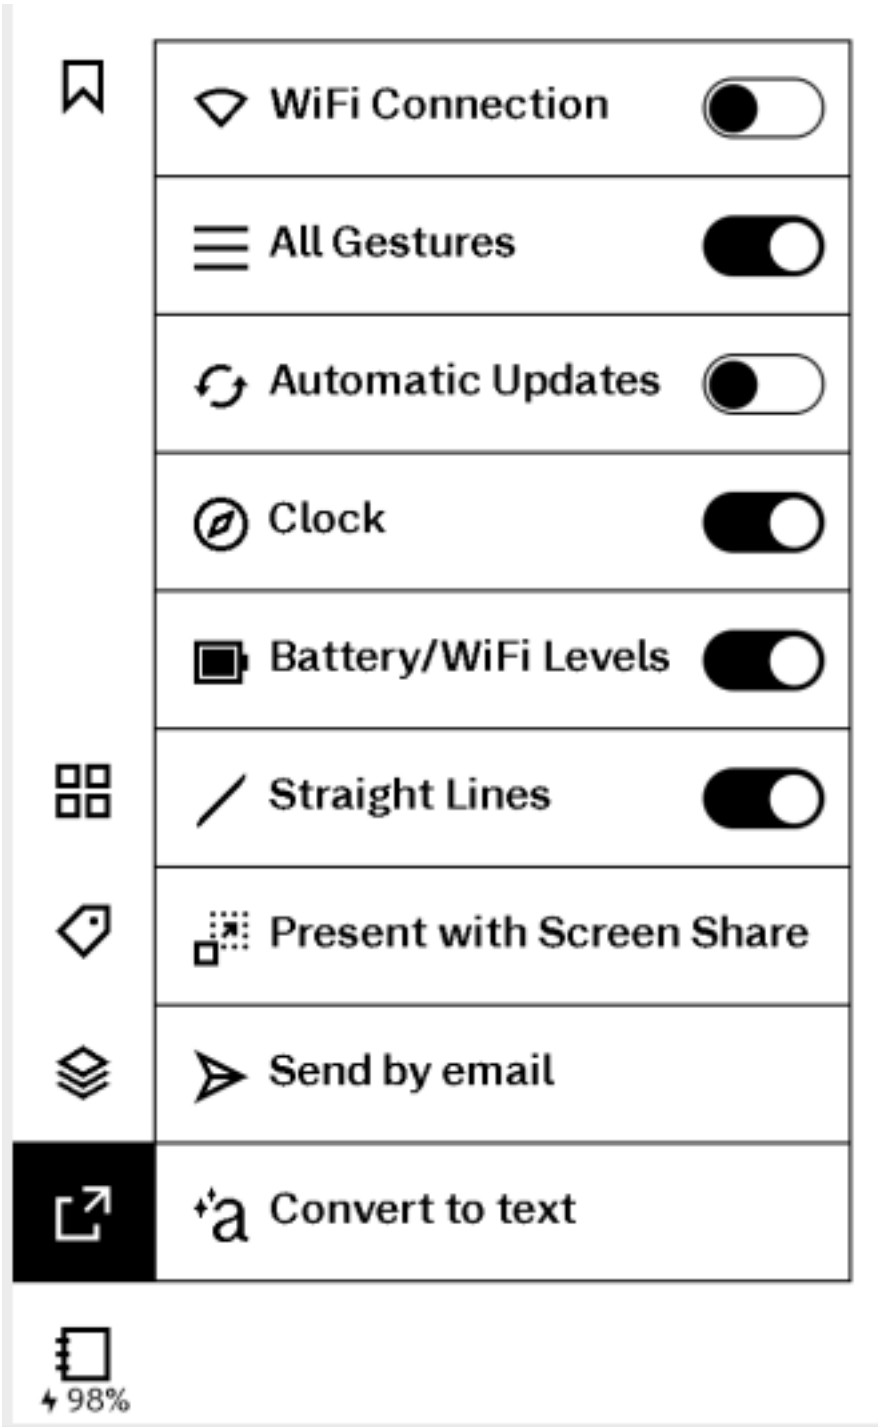 WiFi Connection
All Gestures
Automatic Updates
Clock
Battery/WiFi Levels
Straight Lines
Present with Screen Share
Send by email
Convert to text
98%